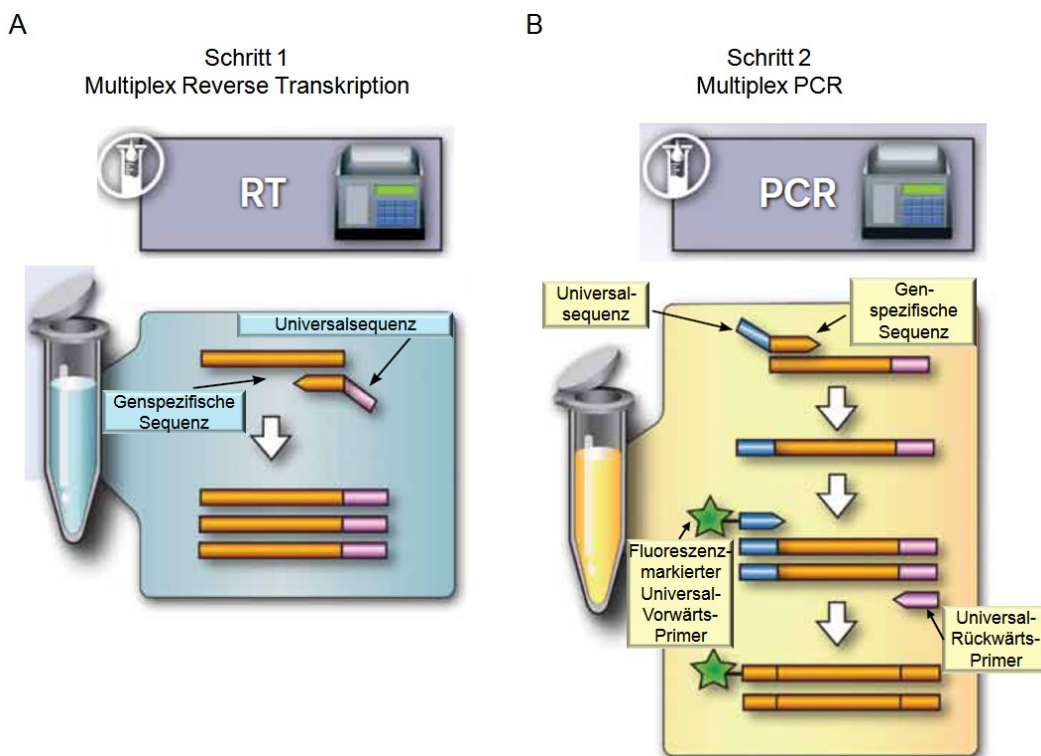 A
Schritt 1
Multiplex Reverse Transkription
RT
Universalsequenz
Genspezifische
Sequenz
B
Schritt 2
Multiplex PCR
PCR
Universal-
sequenz
Gen-
spezifische
Sequenz
Fluoreszenz-
markierter
Universal-
Vorwärts-
Primer
Universal-
Rückwärts-
Primer